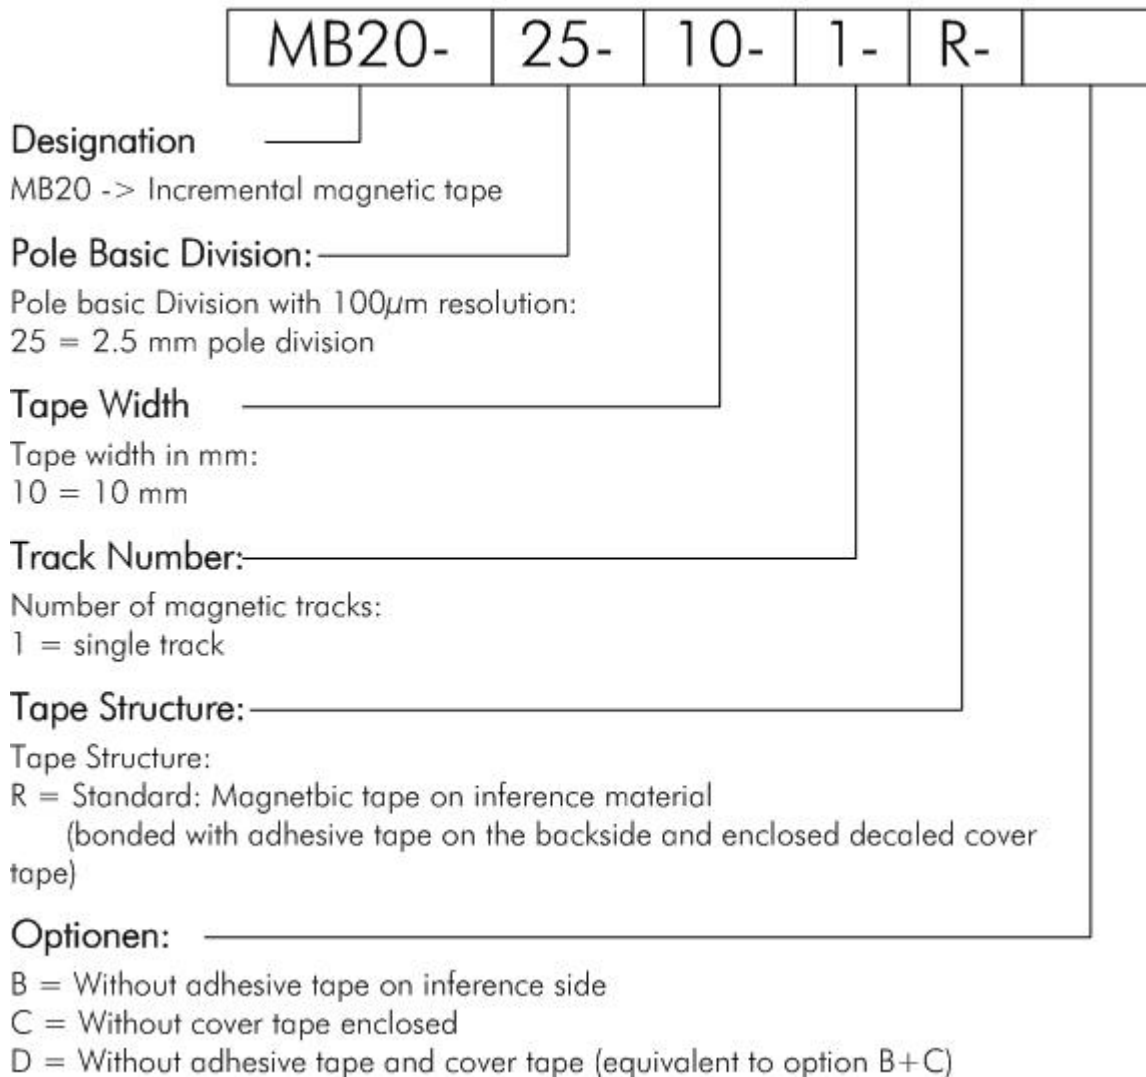 MB20- 25- 10- 1- R-
Designation
MB20 -> Incremental magnetic tape
Pole Basic Division:
Pole basic Division with 100µm resolution:
25 = 2.5 mm pole division
Tape Width
Tape width in mm:
10 = 10 mm
Track Number:
Number of magnetic tracks:
1 = single track
Tape Structure:
Tape Structure:
R = Standard: Magnetbic tape on inference material
(bonded with adhesive tape on the backside and enclosed decaled cover
tape)
Optionen:
B = Without adhesive tape on inference side
C = Without cover tape enclosed
D = Without adhesive tape and cover tape (equivalent to option B+C)